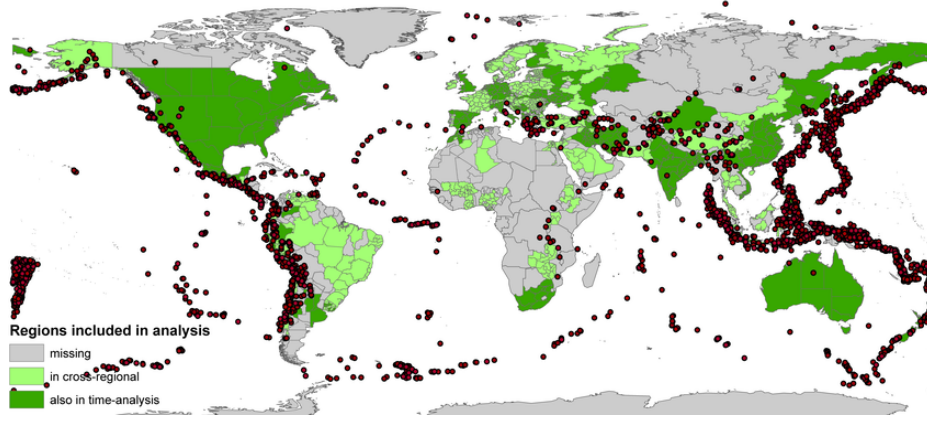 Regions included in analysis
missing
in cross-regional
also in time-analysis